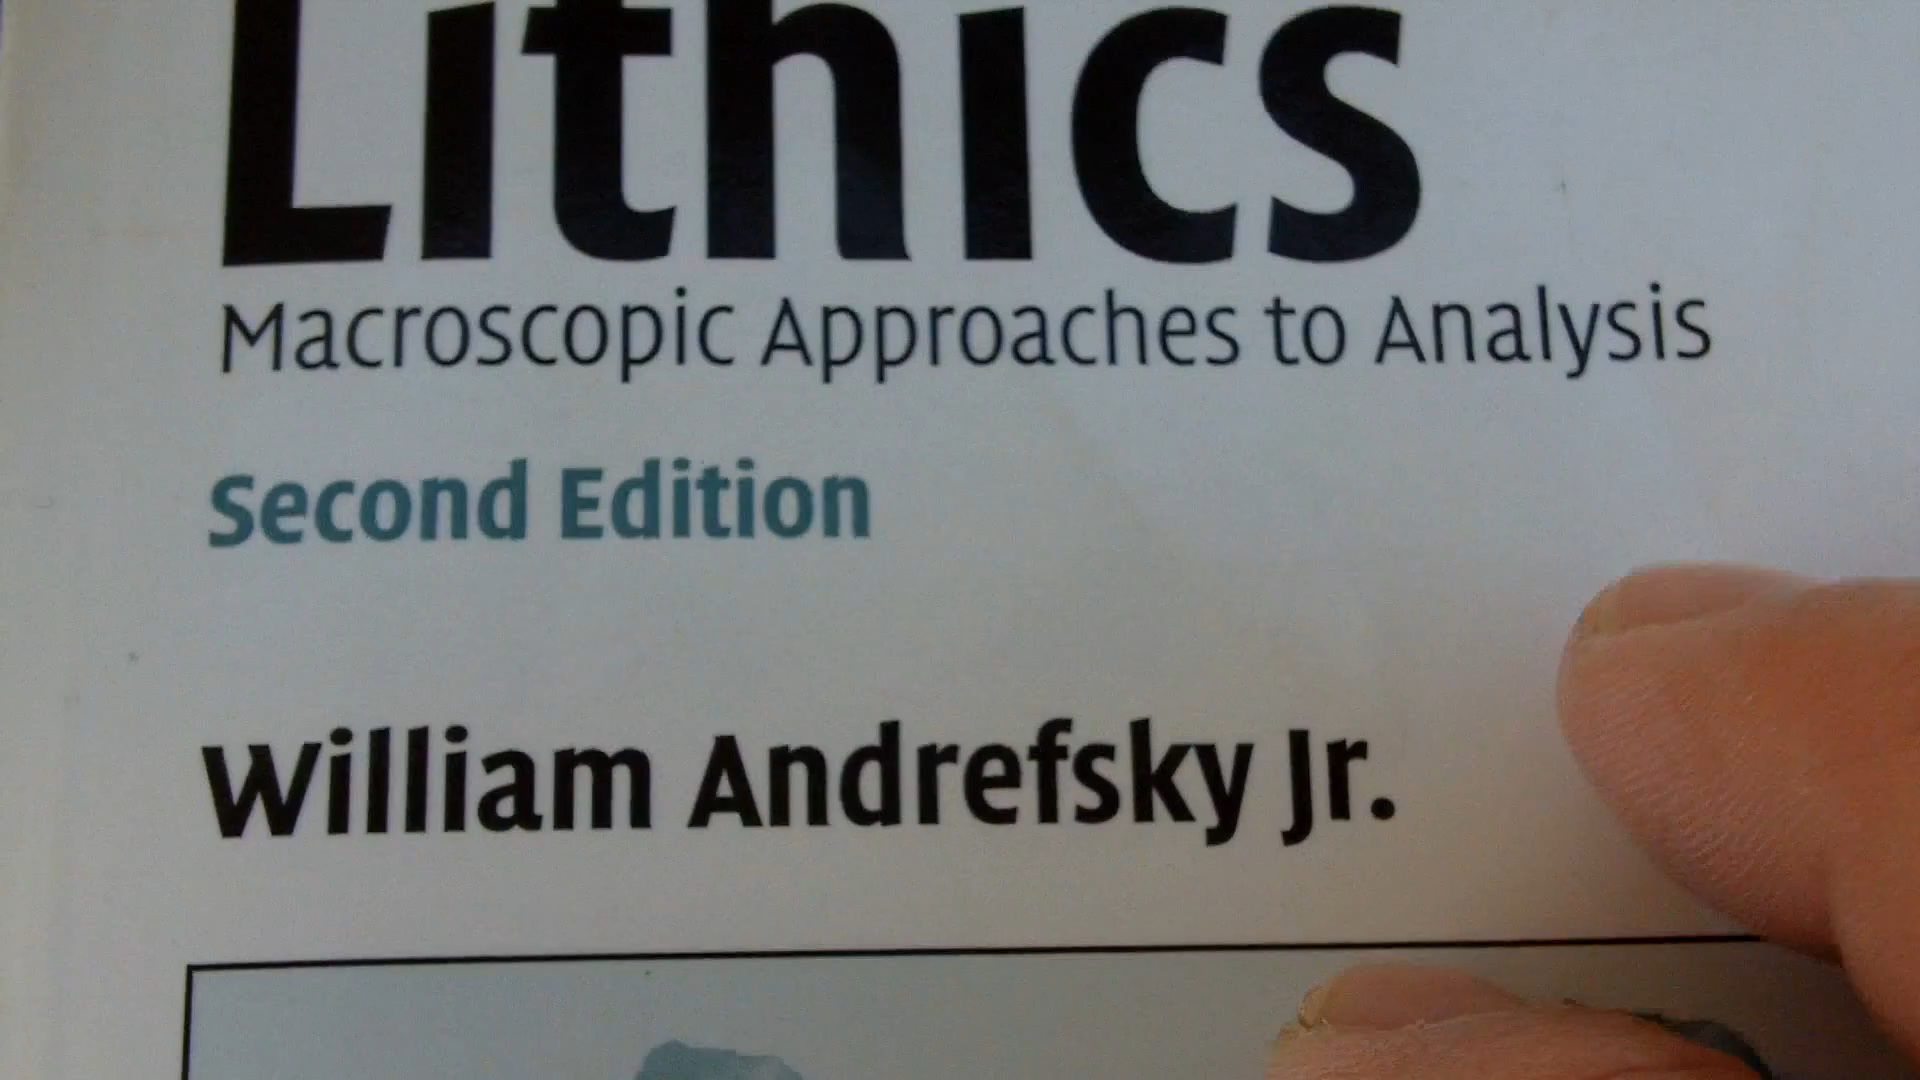 Lithics
Macroscopic Approaches to Analysis
Second Edition
William Andrefsky Jr.